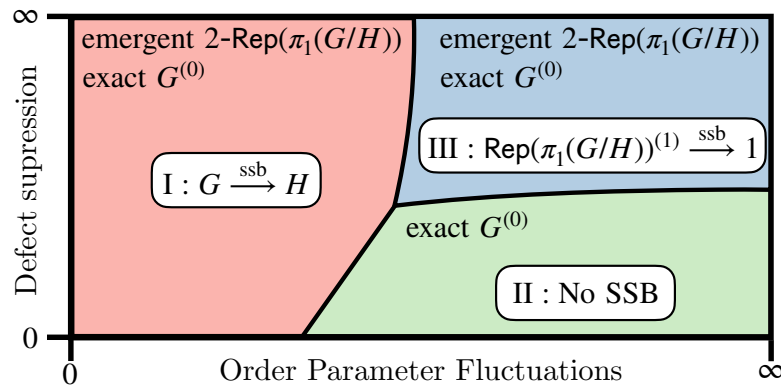 ∞
emergent 2-Rep(π₁(G/H))
exact G⁽⁰⁾
I : G ssb⟶ H
emergent 2-Rep(π₁(G/H))
exact G⁽⁰⁾
III : Rep(π₁(G/H))⁽¹⁾ ssb⟶ 1
exact G⁽⁰⁾
II : No SSB
Defect supression
0
0
Order Parameter Fluctuations
∞